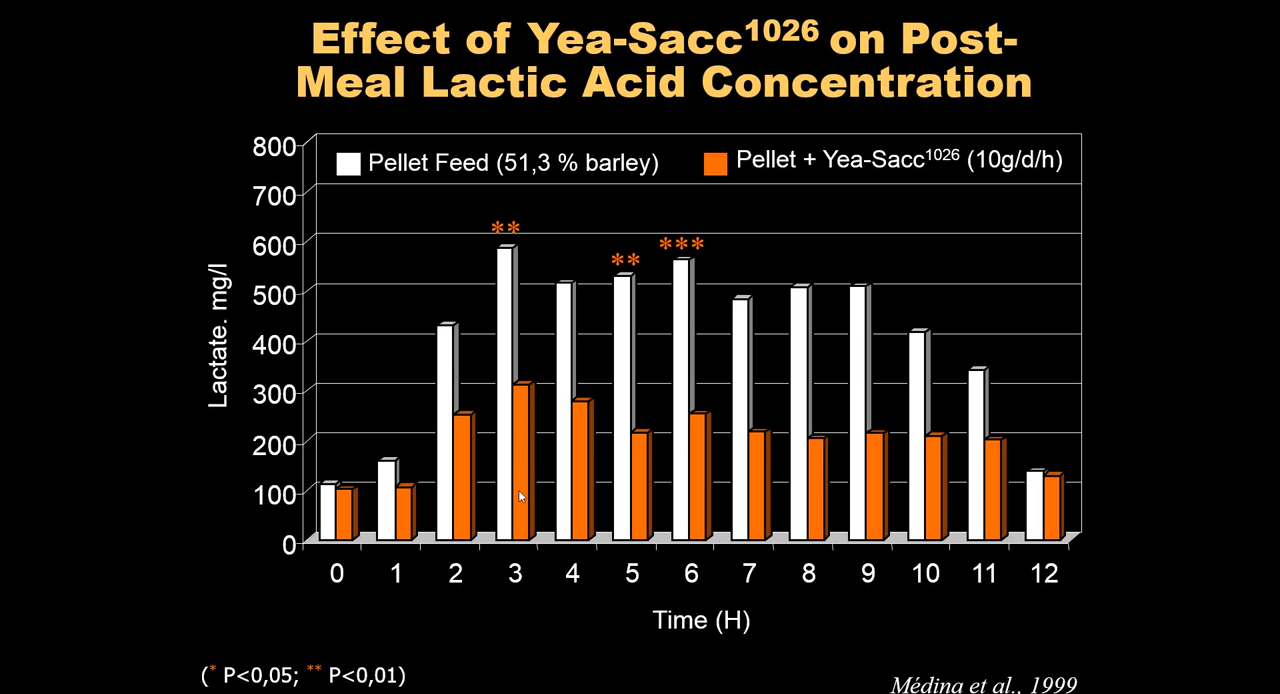 Effect of Yea-Sacc¹⁰²⁶ on Post-
Meal Lactic Acid Concentration
Pellet Feed (51,3 % barley)
Pellet + Yea-Sacc¹⁰²⁶ (10g/d/h)
800
700
600
500
400
300
200
100
0
Lactate. mg/l
**
**
***
0 1 2 3 4 5 6 7 8 9 10 11 12
Time (H)
(* P<0,05; ** P<0,01)
Médina et al., 1999